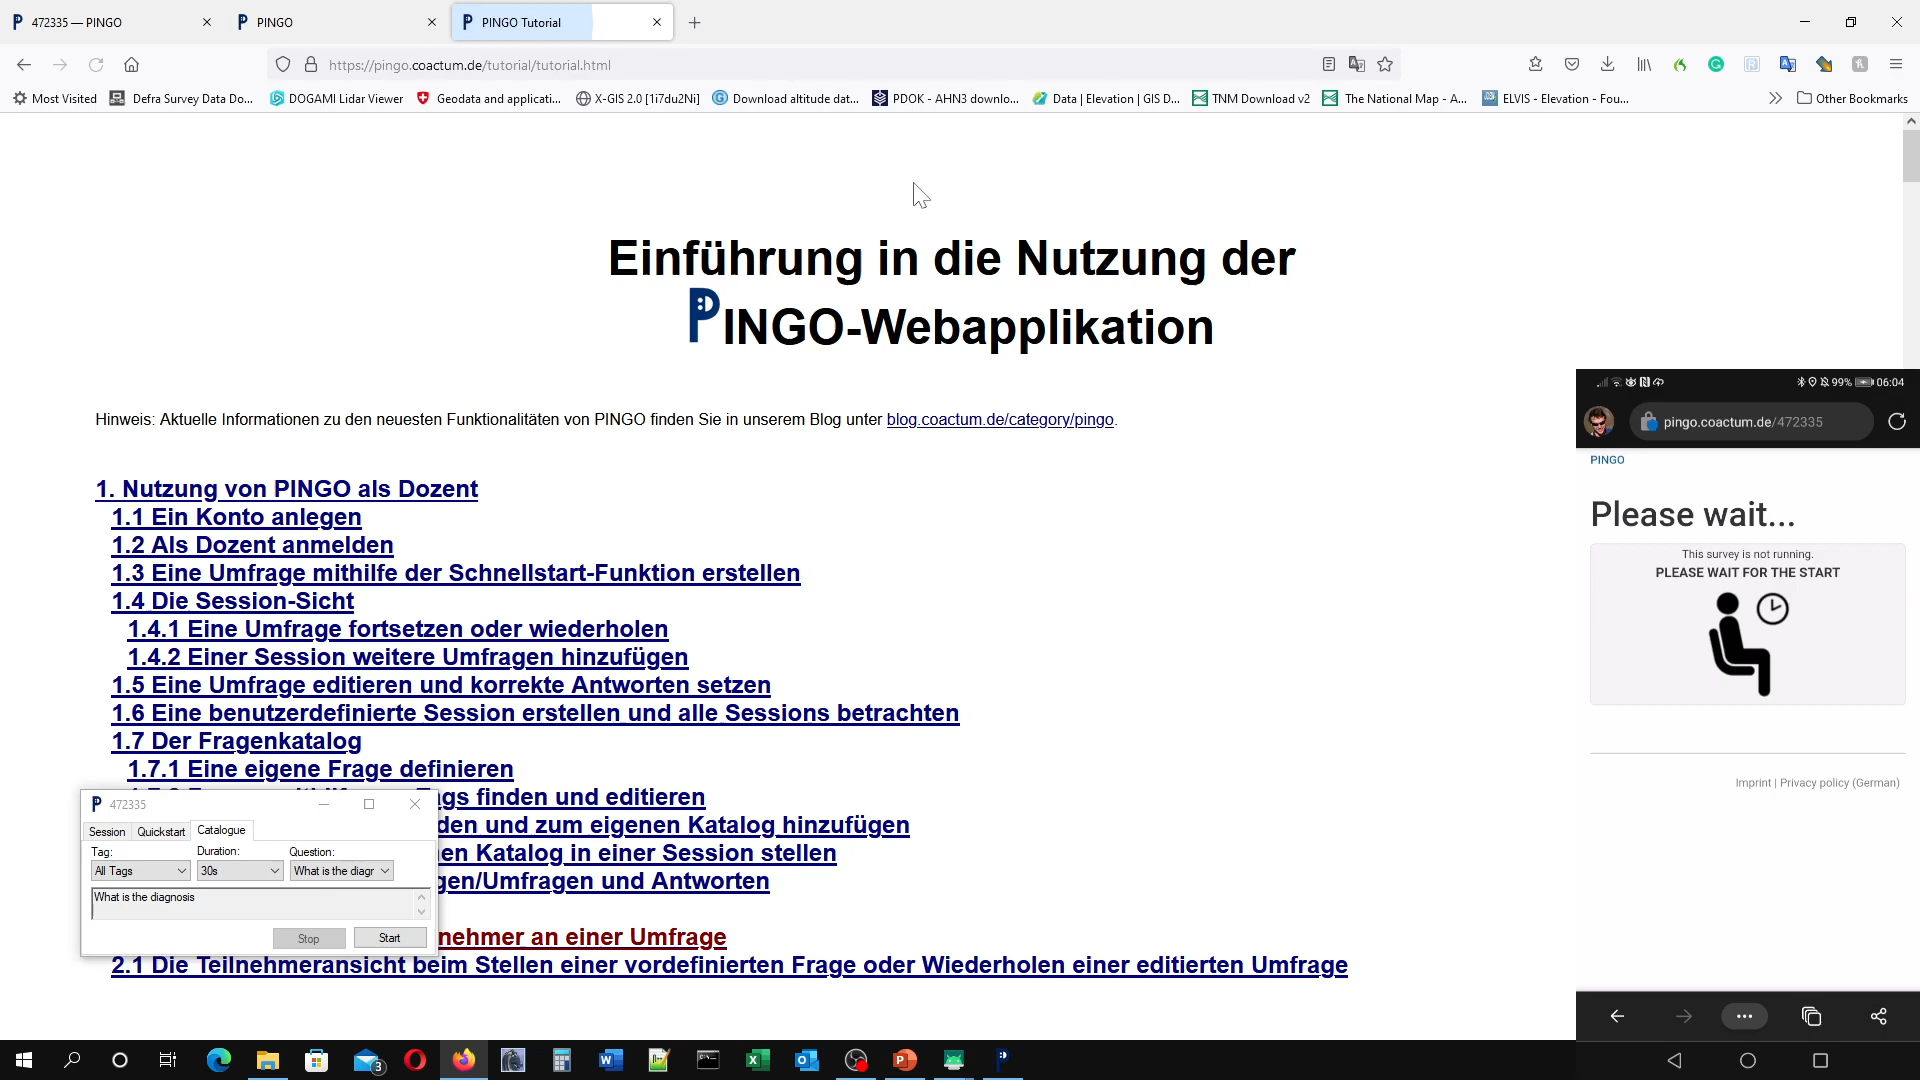 472335 — PINGO
PINGO
PINGO Tutorial
https://pingo.coactum.de/tutorial/tutorial.html
Most Visited
Defra Survey Data Do...
DOGAMI Lidar Viewer
Geodata and applicati...
X-GIS 2.0 [1i7du2Ni]
Download altitude dat...
PDOK - AHN3 downlo...
Data | Elevation | GIS D...
TNM Download v2
The National Map - A...
ELVIS - Elevation - Fou...
Other Bookmarks
Einführung in die Nutzung der
PINGO-Webapplikation
Hinweis: Aktuelle Informationen zu den neuesten Funktionalitäten von PINGO finden Sie in unserem Blog unter blog.coactum.de/category/pingo.
1. Nutzung von PINGO als Dozent
1.1 Ein Konto anlegen
1.2 Als Dozent anmelden
1.3 Eine Umfrage mithilfe der Schnellstart-Funktion erstellen
1.4 Die Session-Sicht
1.4.1 Eine Umfrage fortsetzen oder wiederholen
1.4.2 Einer Session weitere Umfragen hinzufügen
1.5 Eine Umfrage editieren und korrekte Antworten setzen
1.6 Eine benutzerdefinierte Session erstellen und alle Sessions betrachten
1.7 Der Fragenkatalog
1.7.1 Eine eigene Frage definieren
ags finden und editieren
den und zum eigenen Katalog hinzufügen
en Katalog in einer Session stellen
gen/Umfragen und Antworten
nehmer an einer Umfrage
2.1 Die Teilnehmeransicht beim Stellen einer vordefinierten Frage oder Wiederholen einer editierten Umfrage
472335
Session
Quickstart
Catalogue
Tag:
Duration:
Question:
All Tags
30s
What is the diagr
What is the diagnosis
Stop
Start
99%
06:04
pingo.coactum.de/472335
PINGO
Please wait...
This survey is not running.
PLEASE WAIT FOR THE START
Imprint | Privacy policy (German)
3